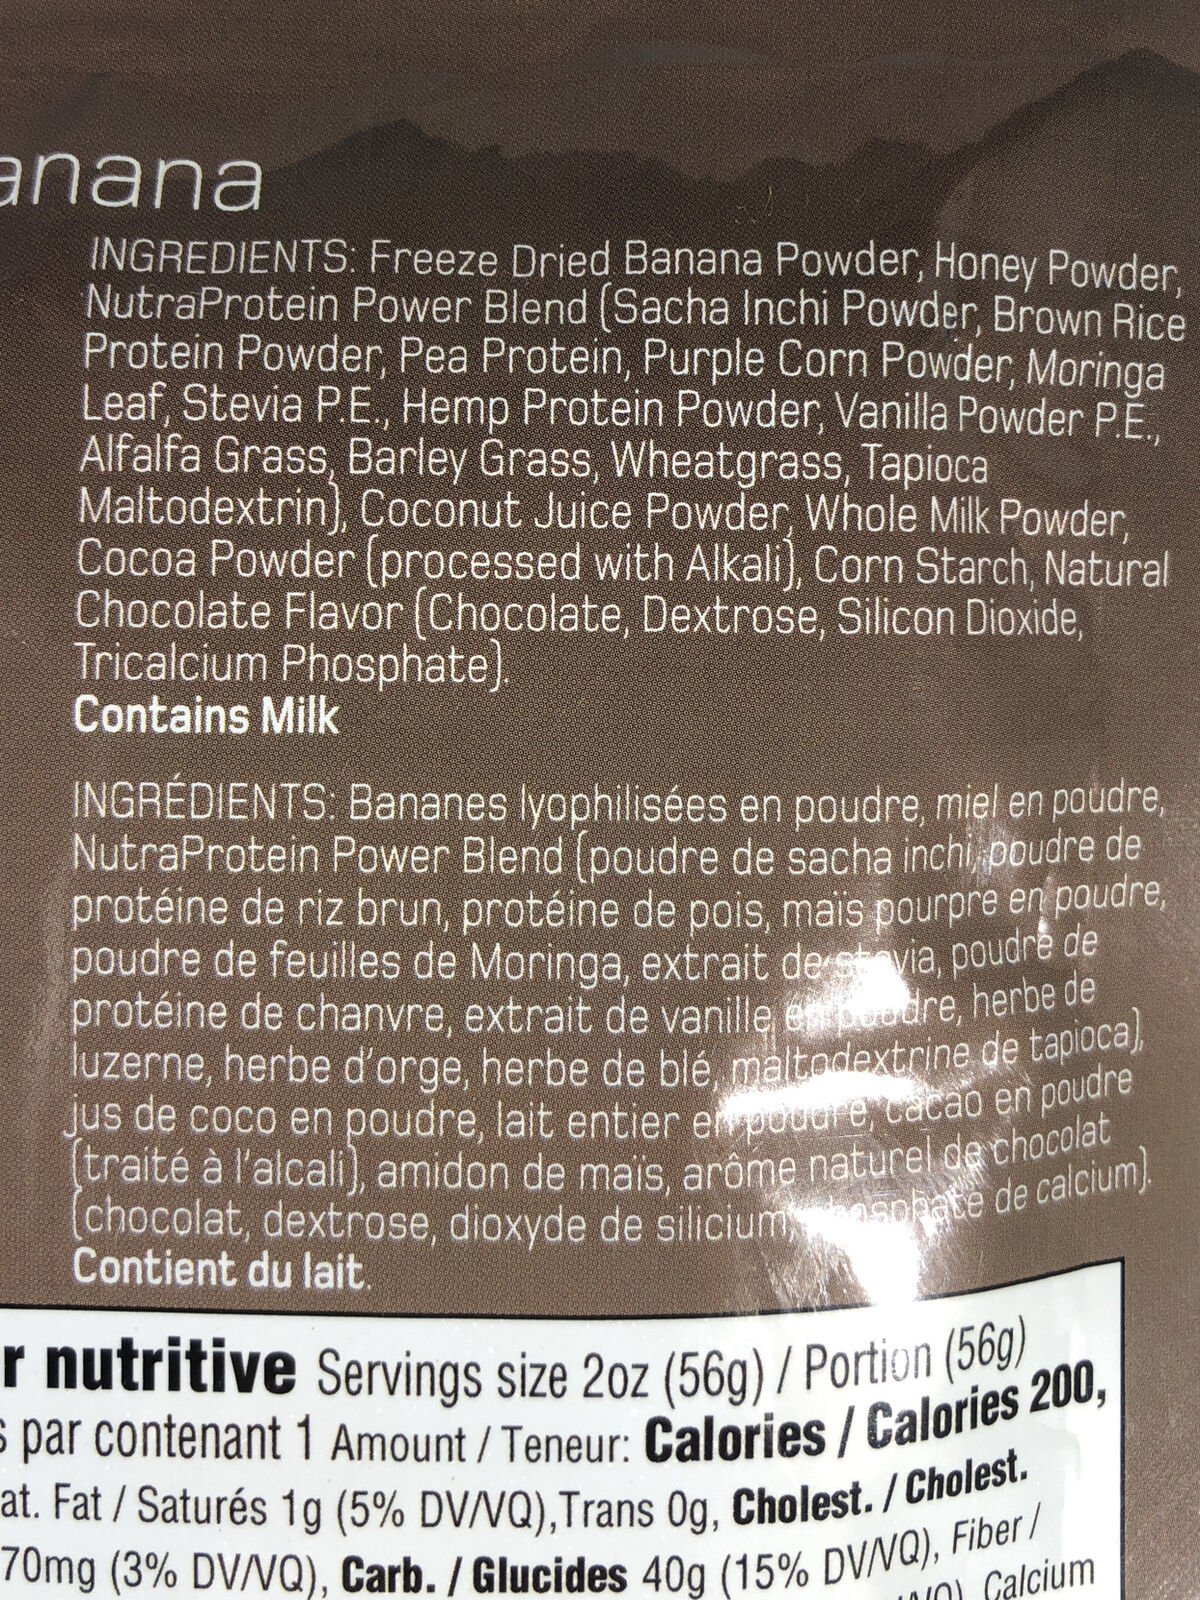 anana
INGREDIENTS: Freeze Dried Banana Powder, Honey Powder,
NutraProtein Power Blend (Sacha Inchi Powder, Brown Rice
Protein Powder, Pea Protein, Purple Corn Powder, Moringa
Leaf, Stevia P.E., Hemp Protein Powder, Vanilla Powder P.E.,
Alfalfa Grass, Barley Grass, Wheatgrass, Tapioca
Maltodextrin), Coconut Juice Powder, Whole Milk Powder,
Cocoa Powder (processed with Alkali), Corn Starch, Natural
Chocolate Flavor (Chocolate, Dextrose, Silicon Dioxide,
Tricalcium Phosphate).
Contains Milk
INGRÉDIENTS: Bananes lyophilisées en poudre, miel en poudre,
NutraProtein Power Blend (poudre de sacha inchi, poudre de
protéine de riz brun, protéine de pois, maïs pourpre en poudre,
poudre de feuilles de Moringa, extrait de stevia, poudre de
protéine de chanvre, extrait de vanille en poudre, herbe de
luzerne, herbe d'orge, herbe de blé, maltodextrine de tapioca),
jus de coco en poudre, lait entier en poudre, cacao en poudre
(traité à l'alcali), amidon de maïs, arôme naturel de chocolat
(chocolat, dextrose, dioxyde de silicium, phosphate de calcium).
Contient du lait.
r nutritive Servings size 2oz (56g) / Portion (56g)
s par contenant 1 Amount / Teneur: Calories / Calories 200,
at. Fat / Saturés 1g (5% DV/VQ), Trans 0g, Cholest. / Cholest.
70mg (3% DV/VQ), Carb. / Glucides 40g (15% DV/VQ), Fiber /
Calcium